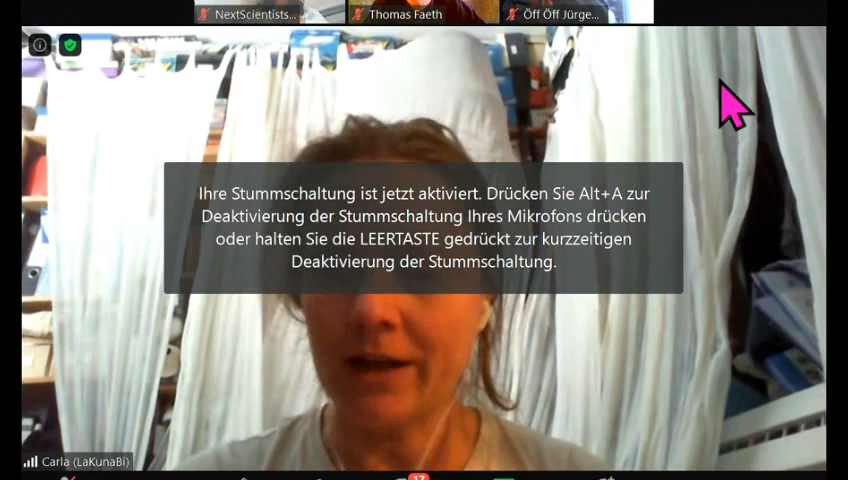 NextScientists...
Thomas Faeth
Öff Öff Jürge...
Ihre Stummschaltung ist jetzt aktiviert. Drücken Sie Alt+A zur
Deaktivierung der Stummschaltung Ihres Mikrofons drücken
oder halten Sie die LEERTASTE gedrückt zur kurzzeitigen
Deaktivierung der Stummschaltung.
Carla (LaKunaBi)
17